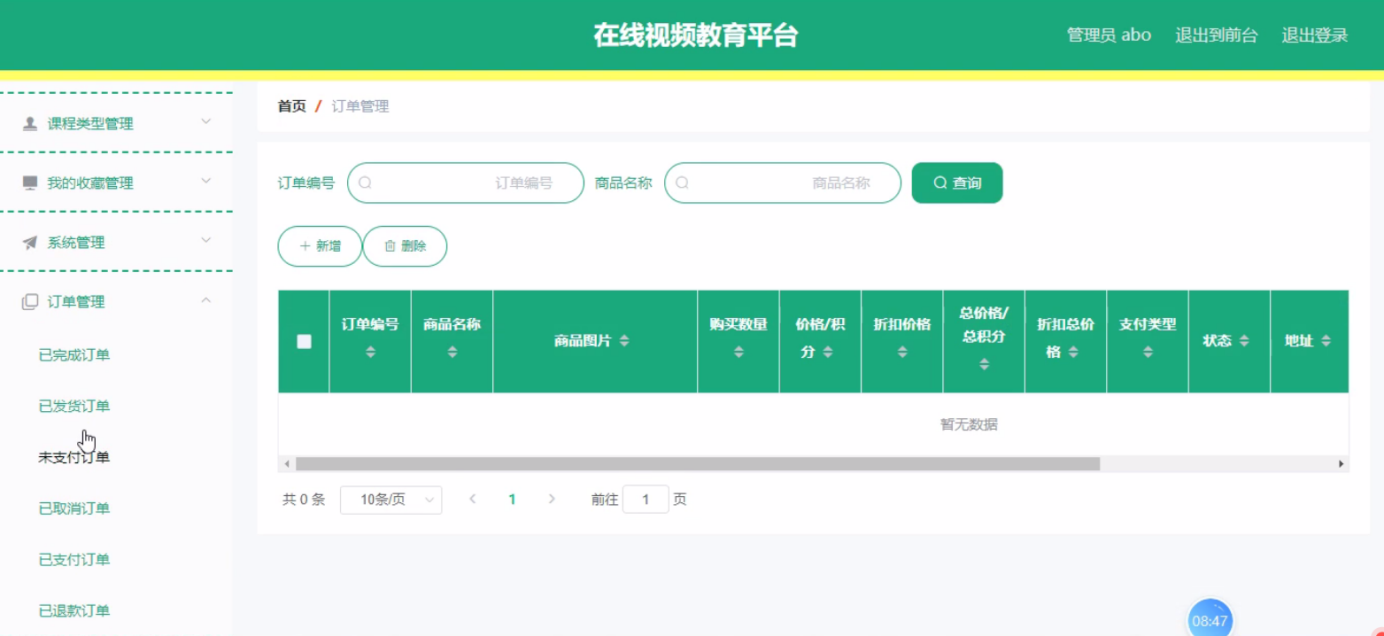 在线视频教育平台
管理员 abo 退出到前台 退出登录
课程类型管理
我的收藏管理
系统管理
订单管理
已完成订单
已发货订单
未支付订单
已取消订单
已支付订单
已退款订单
首页 / 订单管理
订单编号 订单编号 商品名称 商品名称 查询
新增 删除
订单编号 商品名称 商品图片 购买数量 价格/积分 折扣价格 总价格/总积分 折扣总价格 支付类型 状态 地址
暂无数据
共 0 条 10条/页 1 前往 1 页
08:47